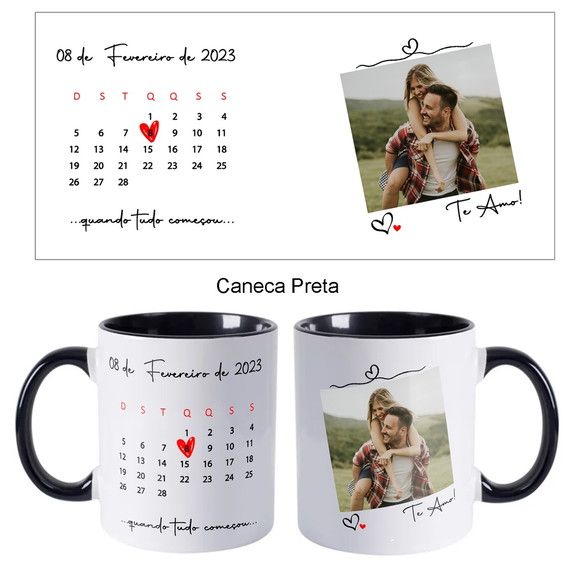 08 de Fevereiro de 2023
D S T Q Q S S
1 2 3 4
5 6 7 8 9 10 11
12 13 14 15 16 17 18
19 20 21 22 23 24 25
26 27 28
...quando tudo começou...
Te Amo!
Caneca Preta
08 de Fevereiro de 2023
D S T Q Q S S
1 2 3 4
5 6 7 8 9 10 11
12 13 14 15 16 17 18
19 20 21 22 23 24 25
26 27 28
...quando tudo começou...
Te Amo!